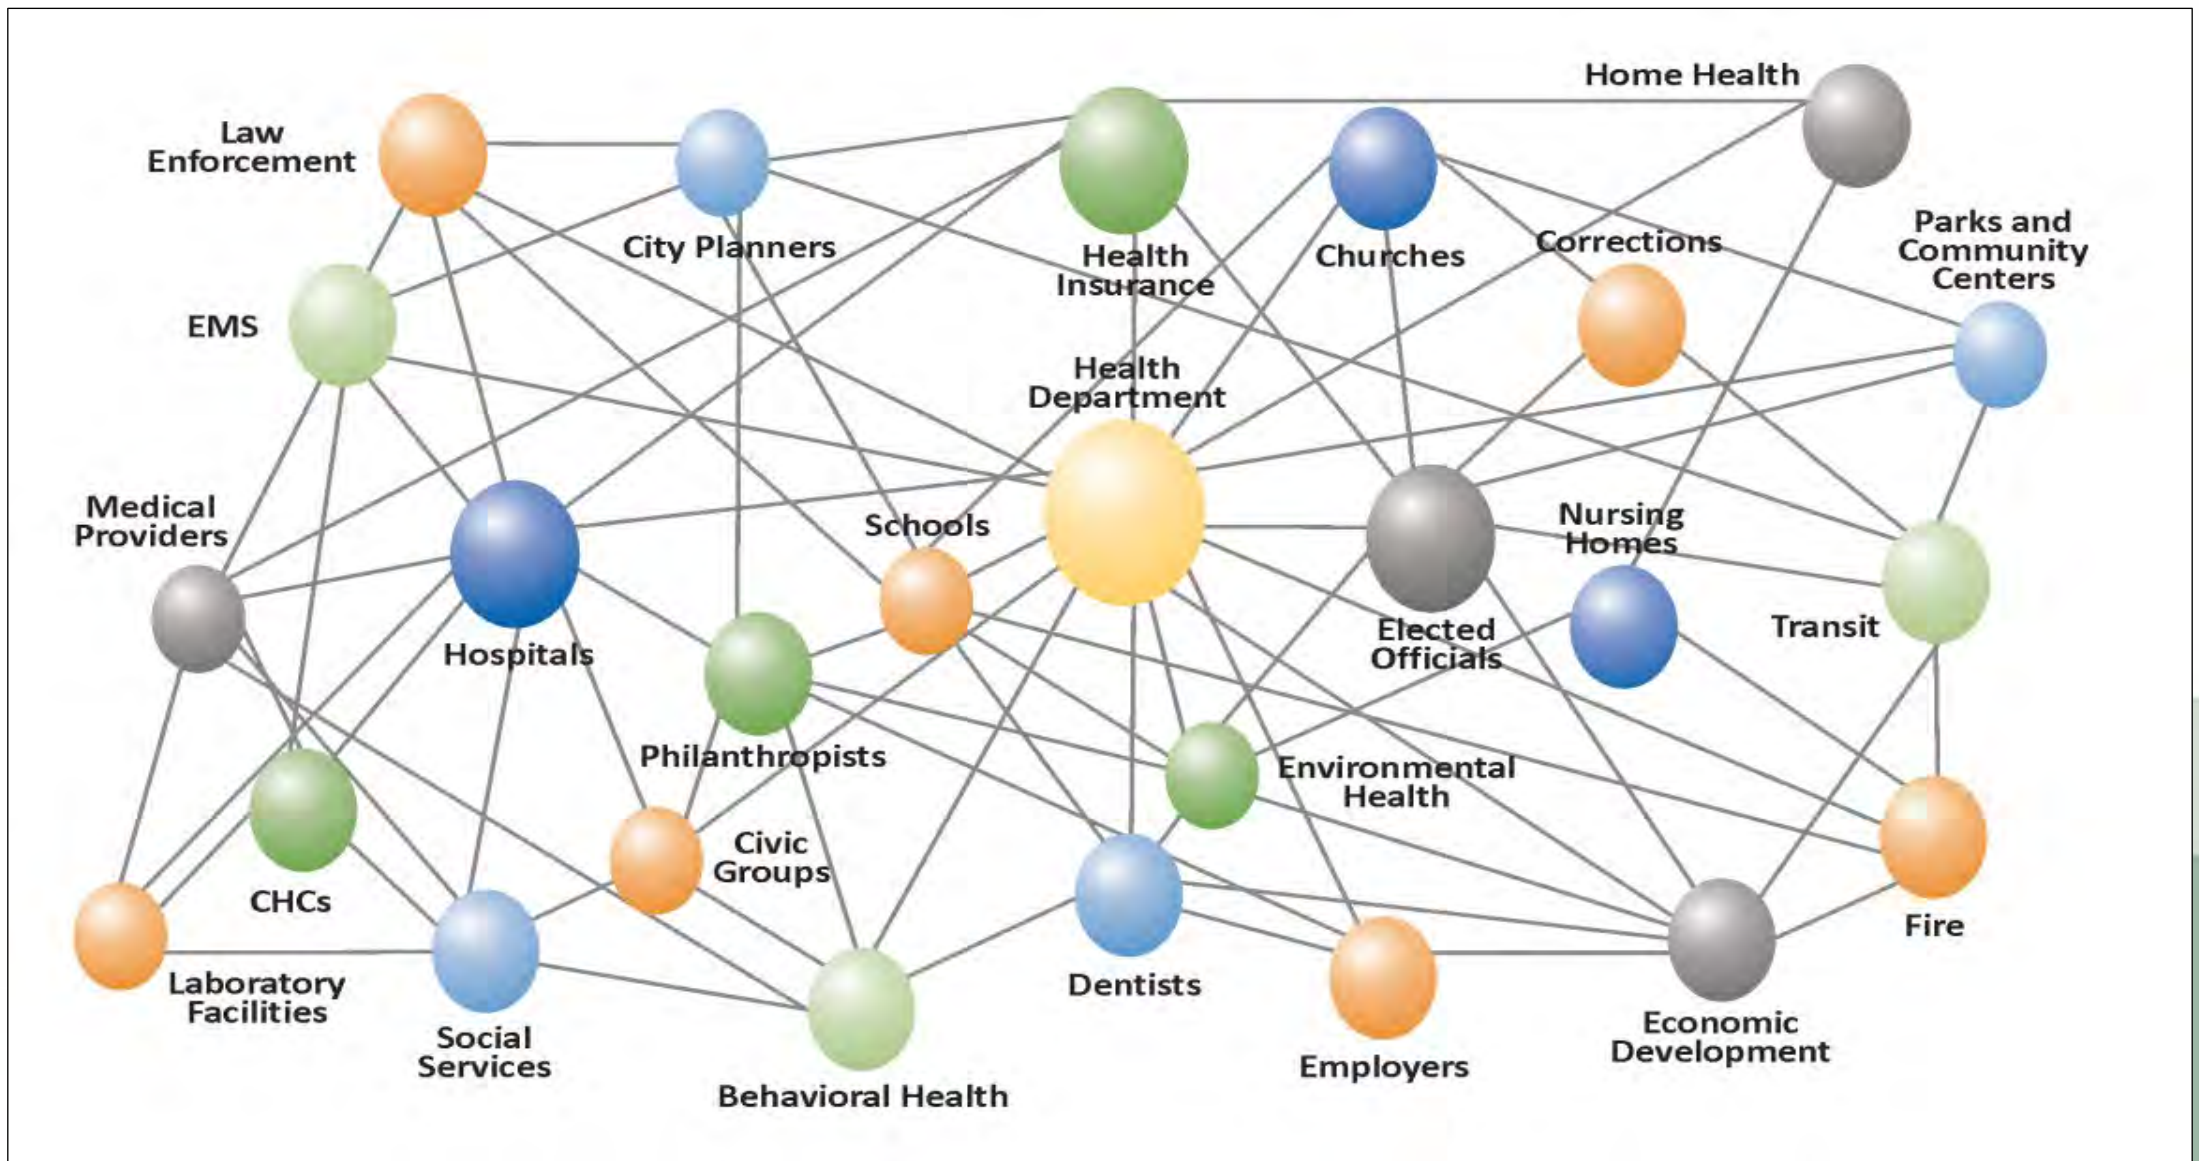 Home Health
Law
Enforcement
City Planners
Health
Insurance
Churches
Corrections
Parks and
Community
Centers
EMS
Health
Department
Medical
Providers
Schools
Nursing
Homes
Hospitals
Elected
Officials
Transit
Philanthropists
Environmental
Health
Civic
Groups
CHCs
Fire
Laboratory
Facilities
Dentists
Social
Services
Economic
Development
Employers
Behavioral Health